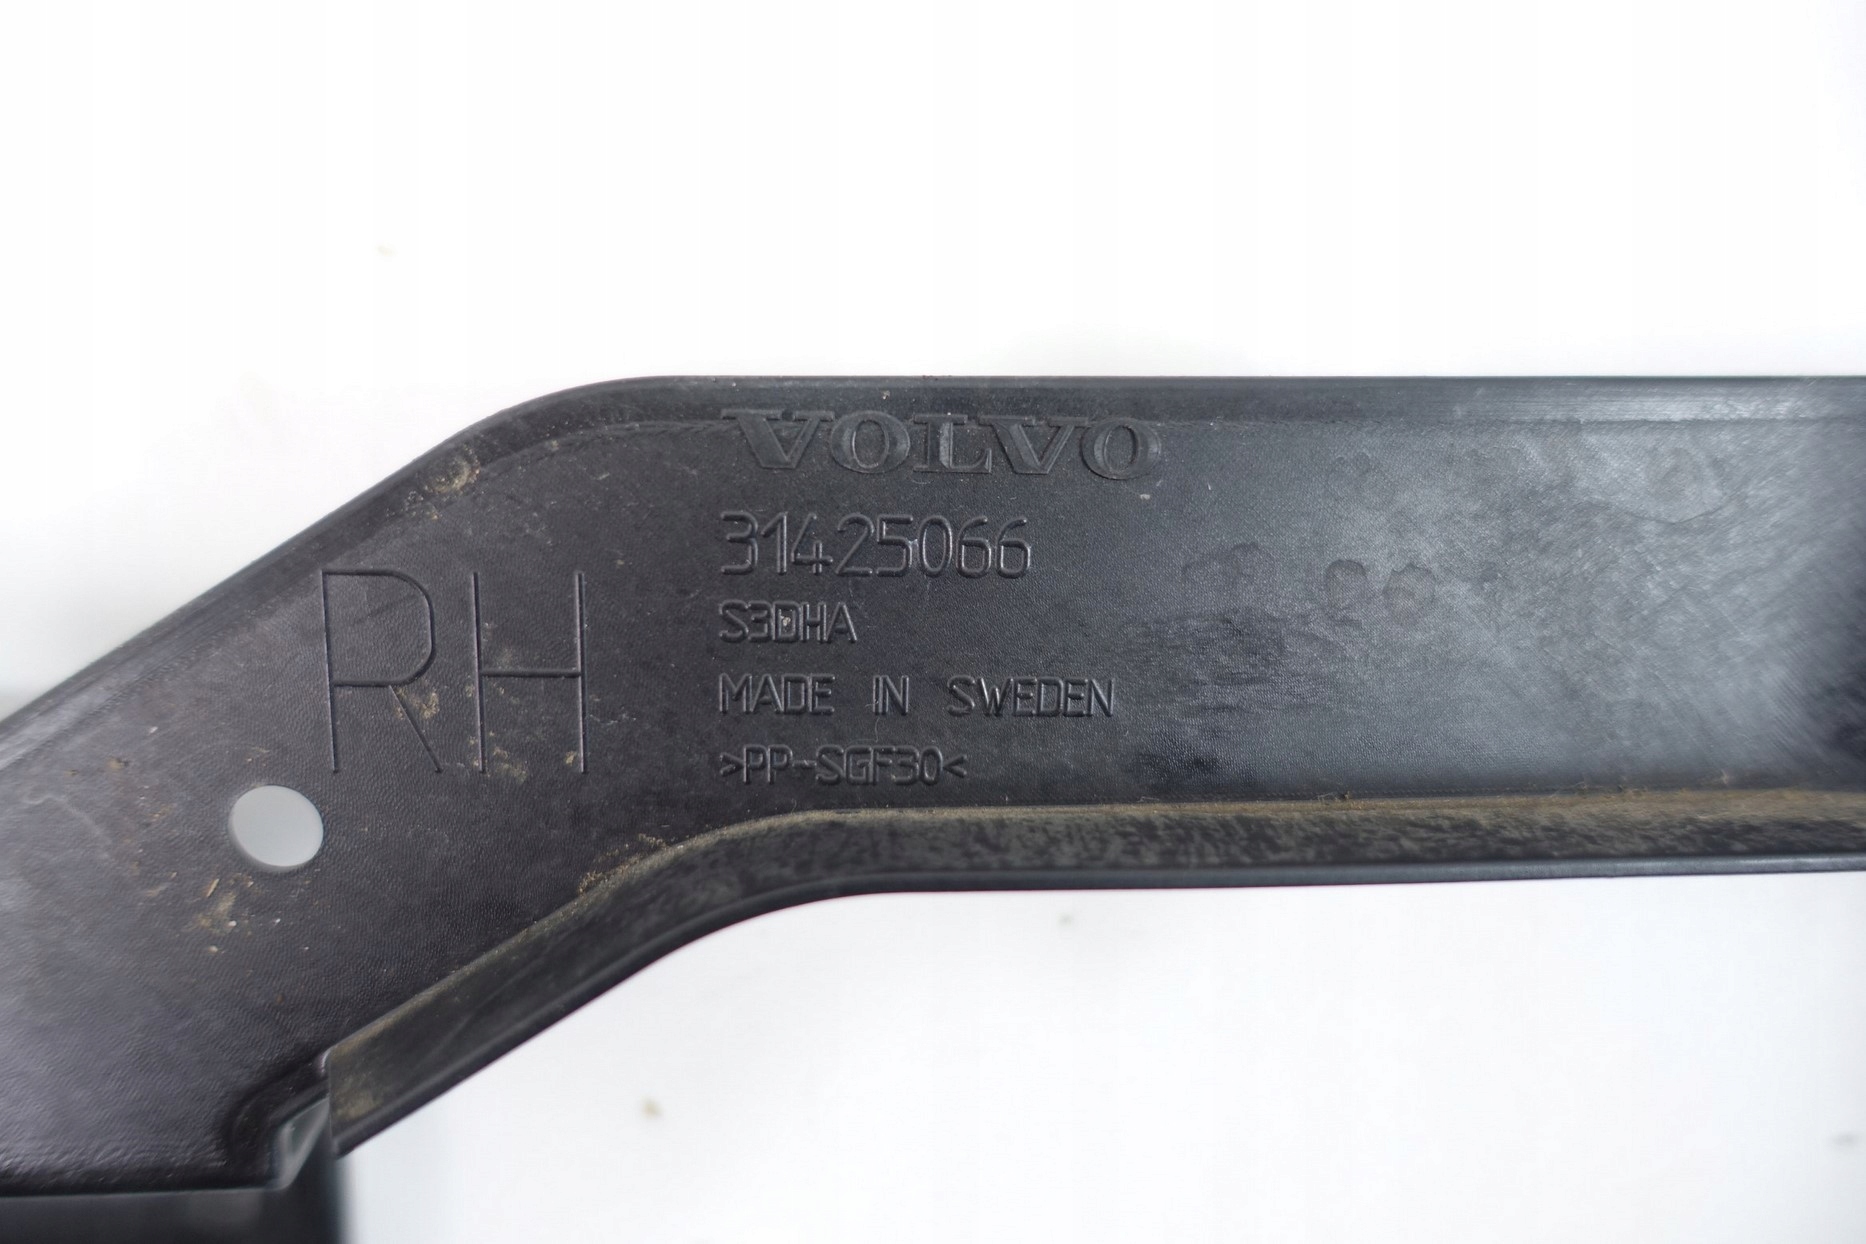 VOLVO
31425066
RH
S3DHA
MADE IN SWEDEN
>PP-SGF30<